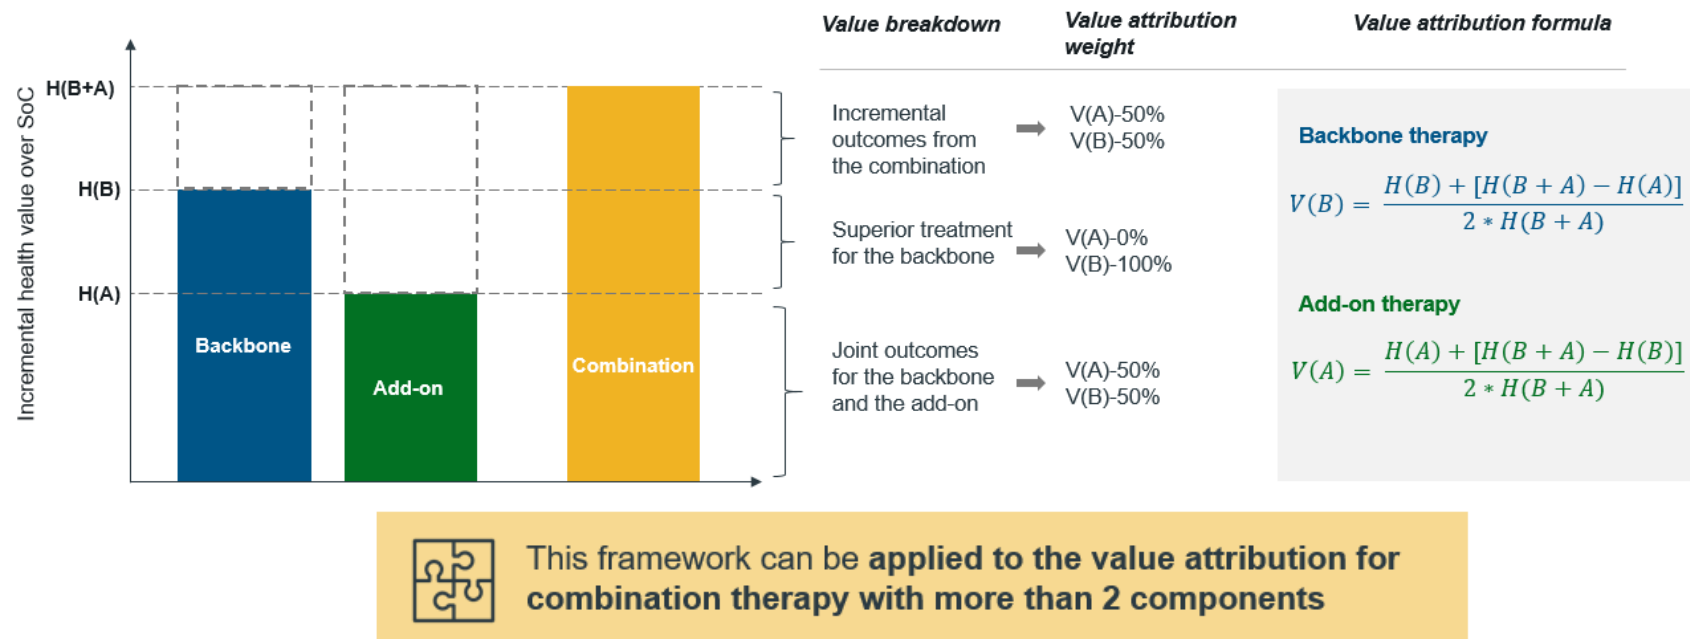 Value breakdown
Value attribution
weight
Value attribution formula
Incremental health value over SoC
H(B+A)
H(B)
H(A)
Backbone
Add-on
Combination
Incremental
outcomes from
the combination
V(A)-50%
V(B)-50%
Superior treatment
for the backbone
V(A)-0%
V(B)-100%
Joint outcomes
for the backbone
and the add-on
V(A)-50%
V(B)-50%
Backbone therapy
V(B) = \frac{H(B) + [H(B + A) − H(A)]}{2 * H(B + A)}
Add-on therapy
V(A) = \frac{H(A) + [H(B + A) − H(B)]}{2 * H(B + A)}
This framework can be applied to the value attribution for
combination therapy with more than 2 components